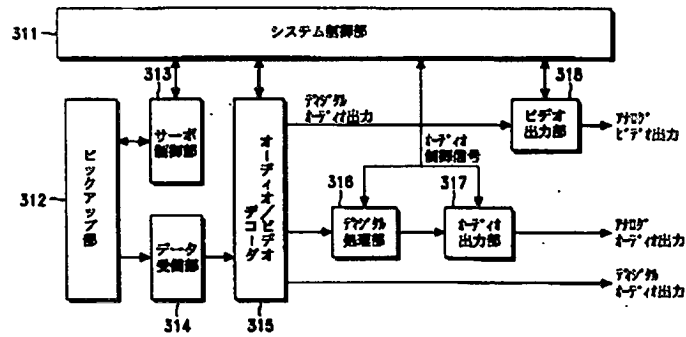 311
システム制御部
313
318
デジタル
オーディオ出力
サーボ
制御部
ビデオ
出力部
アナログ
ビデオ出力
オーディオ
制御信号
312
ピックアップ部
オーディオ/ビデオ
デコーダ
316
317
デジタル
処理部
オーディオ
出力部
アナログ
オーディオ出力
データ
受信部
デジタル
オーディオ出力
314
315